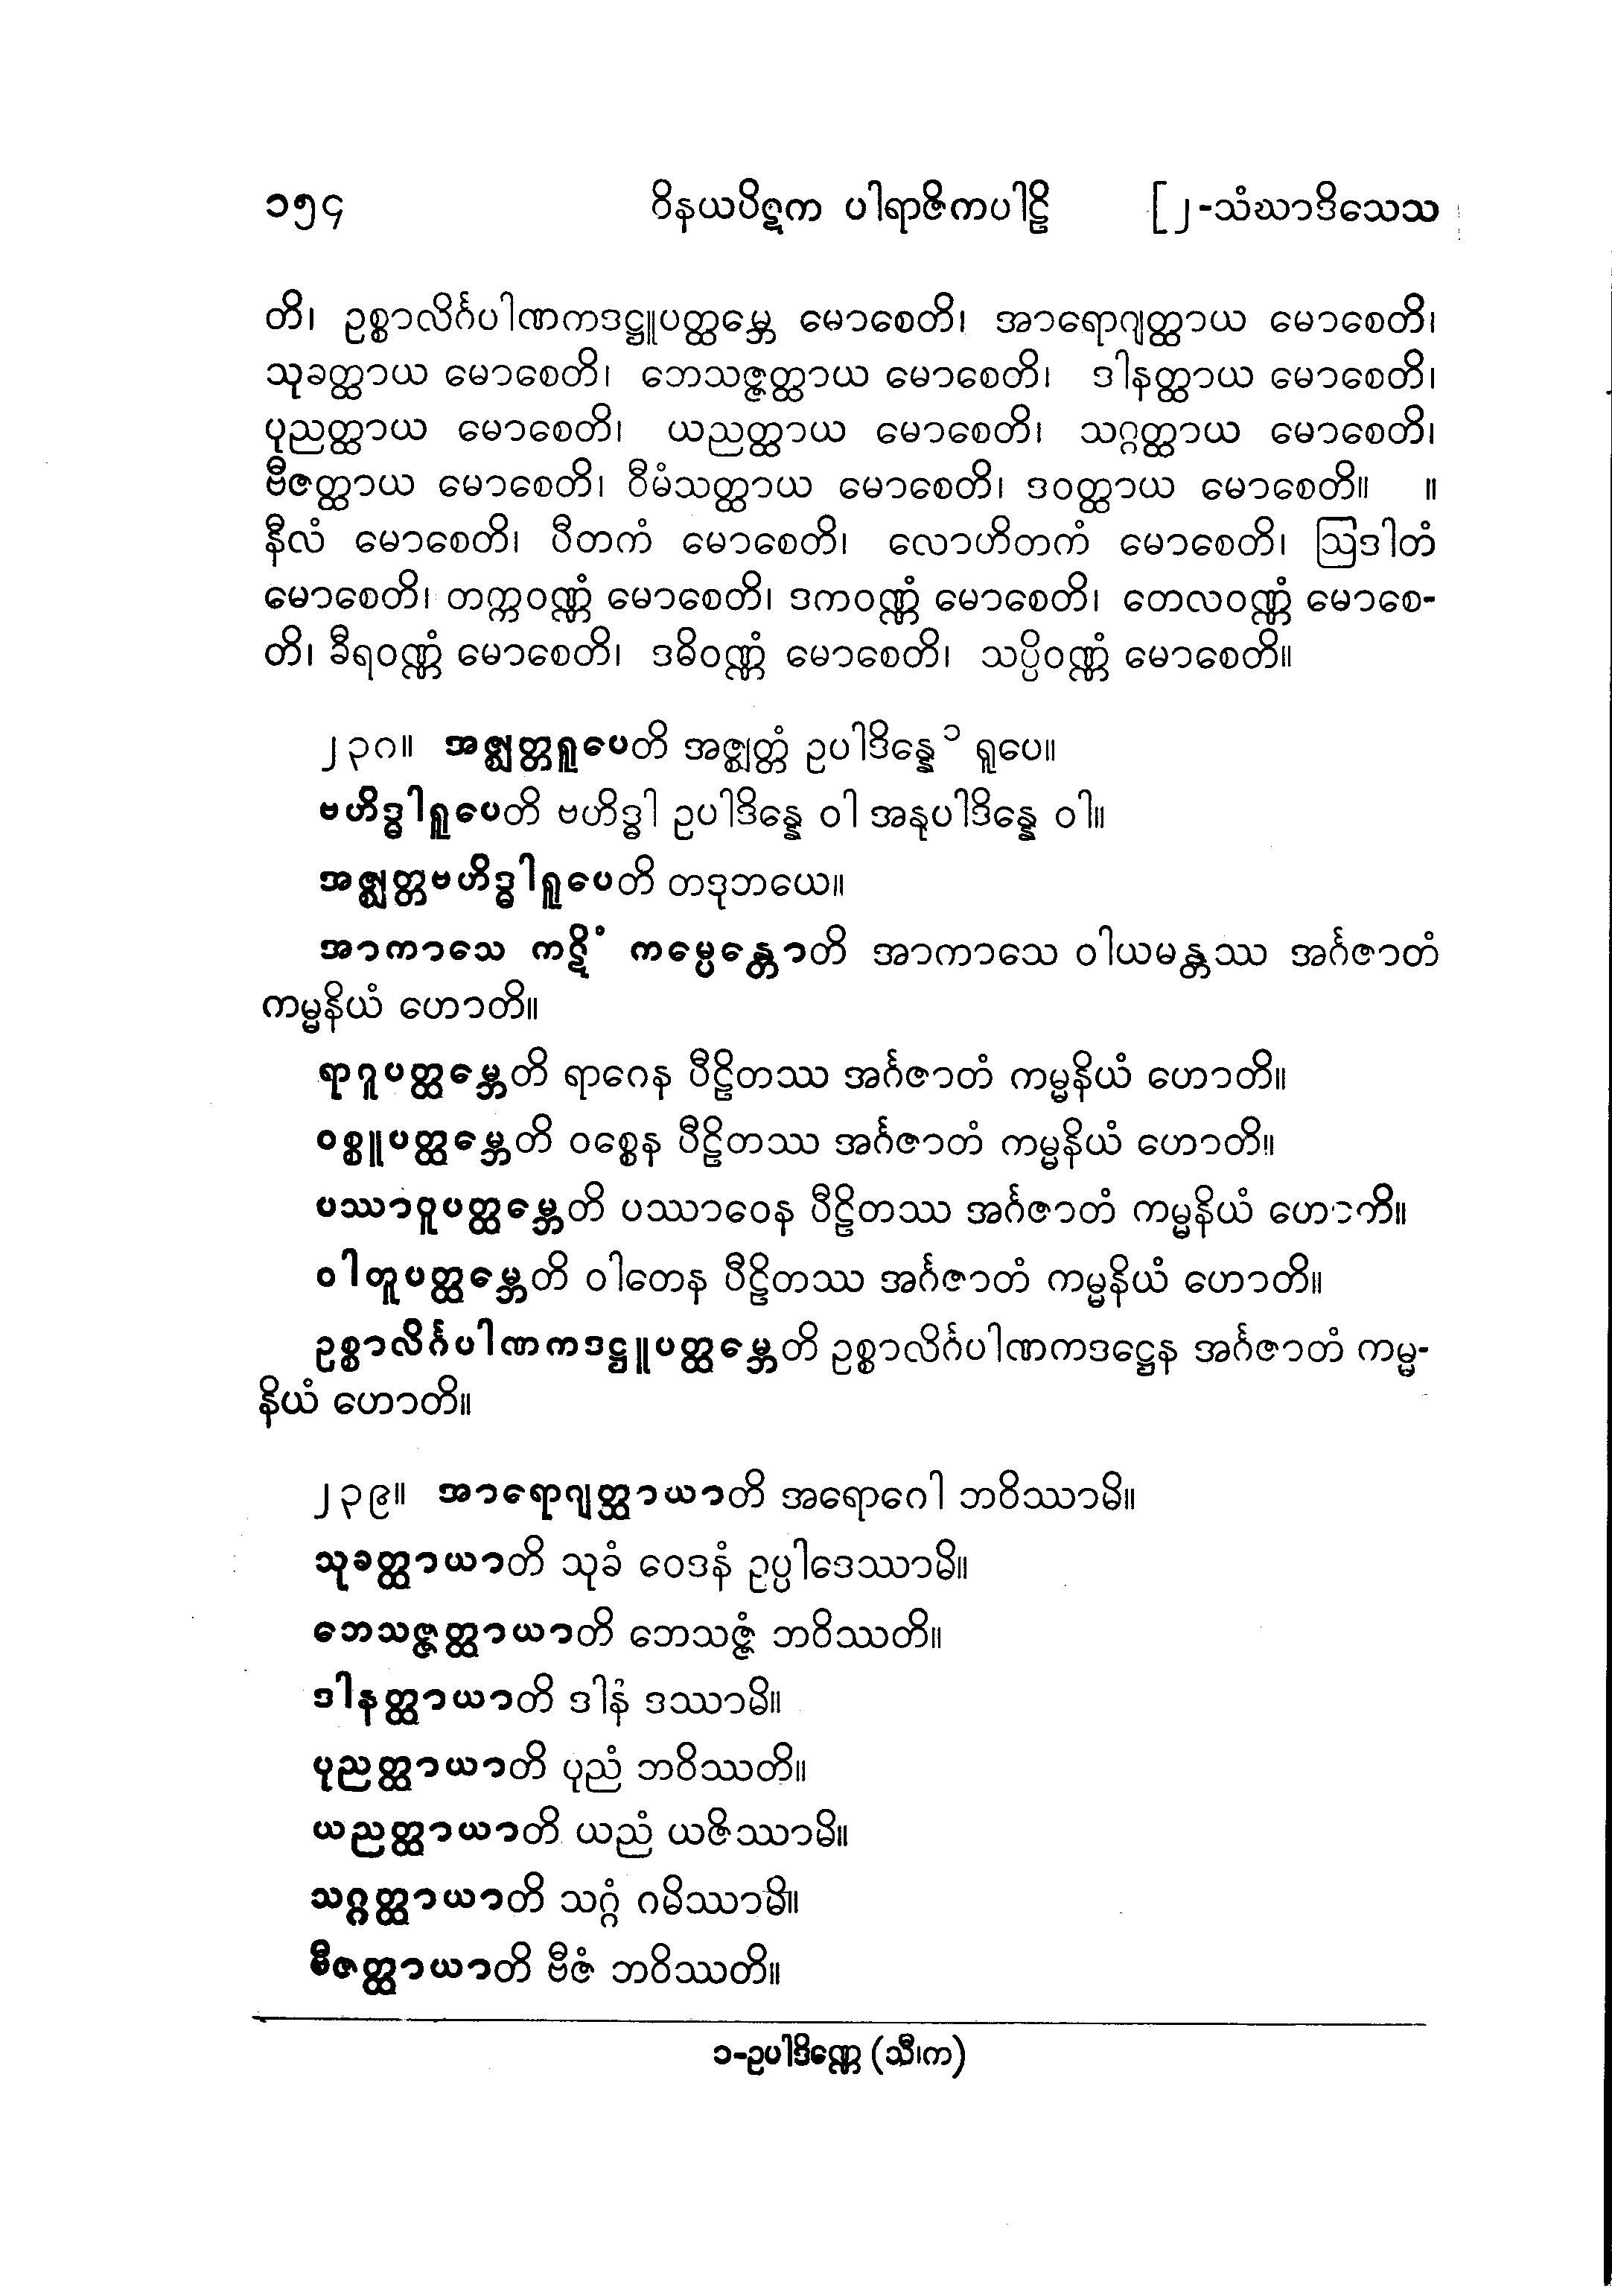 ၁၅၄ ဝိနယပိဋက ပါရာဇိကပါဠိ [၂-သံဃာဒိသေသ
တိ၊ ဥစ္စာလိင်္ဂပါဏကဒဋ္ဌူပတ္ထမ္ဘေ မောစေတိ၊ အာရောဂျတ္ထာယ မောစေတိ၊
သုခတ္ထာယ မောစေတိ၊ ဘေသဇ္ဇတ္ထာယ မောစေတိ၊ ဒါနတ္ထာယ မောစေတိ၊
ပုညတ္ထာယ မောစေတိ၊ ယညတ္ထာယ မောစေတိ၊ သဂ္ဂတ္ထာယ မောစေတိ၊
ဗီဇတ္ထာယ မောစေတိ၊ ဝီမံသတ္ထာယ မောစေတိ၊ ဒဝတ္ထာယ မောစေတိ။ ။
နီလံ မောစေတိ၊ ပီတကံ မောစေတိ၊ လောဟိတကံ မောစေတိ၊ ဩဒါတံ
မောစေတိ၊ တက္ကဝဏ္ဏံ မောစေတိ၊ ဒကဝဏ္ဏံ မောစေတိ၊ တေလဝဏ္ဏံ မောစေ-
တိ၊ ခီရဝဏ္ဏံ မောစေတိ၊ ဒဓိဝဏ္ဏံ မောစေတိ၊ သပ္ပိဝဏ္ဏံ မောစေတိ။
၂၃၈။ အဇ္ဈတ္တရူပေတိ အဇ္ဈတ္တံ ဥပါဒိန္နေ ၁ ရူပေ။
ဗဟိဒ္ဓါရူပေတိ ဗဟိဒ္ဓါ ဥပါဒိန္နေ ဝါ အနုပါဒိန္နေ ဝါ။
အဇ္ဈတ္တဗဟိဒ္ဓါရူပေတိ တဒုဘယေ။
အာကာသေ ကဋိံ ကမ္ပေန္တောတိ အာကာသေ ဝါယမန္တဿ အင်္ဂဇာတံ
ကမ္မနိယံ ဟောတိ။
ရာဂူပတ္ထမ္ဘေတိ ရာဂေန ပီဠိတဿ အင်္ဂဇာတံ ကမ္မနိယံ ဟောတိ။
ဝစ္စူပတ္ထမ္ဘေတိ ဝစ္စေန ပီဠိတဿ အင်္ဂဇာတံ ကမ္မနိယံ ဟောတိ။
ပဿာဝူပတ္ထမ္ဘေတိ ပဿာဝေန ပီဠိတဿ အင်္ဂဇာတံ ကမ္မနိယံ ဟောတိ။
ဝါတူပတ္ထမ္ဘေတိ ဝါတေန ပီဠိတဿ အင်္ဂဇာတံ ကမ္မနိယံ ဟောတိ။
ဥစ္စာလိင်္ဂပါဏကဒဋ္ဌူပတ္ထမ္ဘေတိ ဥစ္စာလိင်္ဂပါဏကဒဋ္ဌေန အင်္ဂဇာတံ ကမ္မ-
နိယံ ဟောတိ။
၂၃၉။ အာရောဂျတ္ထာယာတိ အရောဂေါ ဘဝိဿာမိ။
သုခတ္ထာယာတိ သုခံ ဝေဒနံ ဥပ္ပါဒေဿာမိ။
ဘေသဇ္ဇတ္ထာယာတိ ဘေသဇ္ဇံ ဘဝိဿတိ။
ဒါနတ္ထာယာတိ ဒါနံ ဒဿာမိ။
ပုညတ္ထာယာတိ ပုညံ ဘဝိဿတိ။
ယညတ္ထာယာတိ ယညံ ယဇိဿာမိ။
သဂ္ဂတ္ထာယာတိ သဂ္ဂံ ဂမိဿာမိ။
ဗီဇတ္ထာယာတိ ဗီဇံ ဘဝိဿတိ။
၁-ဥပါဒိဏ္ဏေ (သီ၊က)